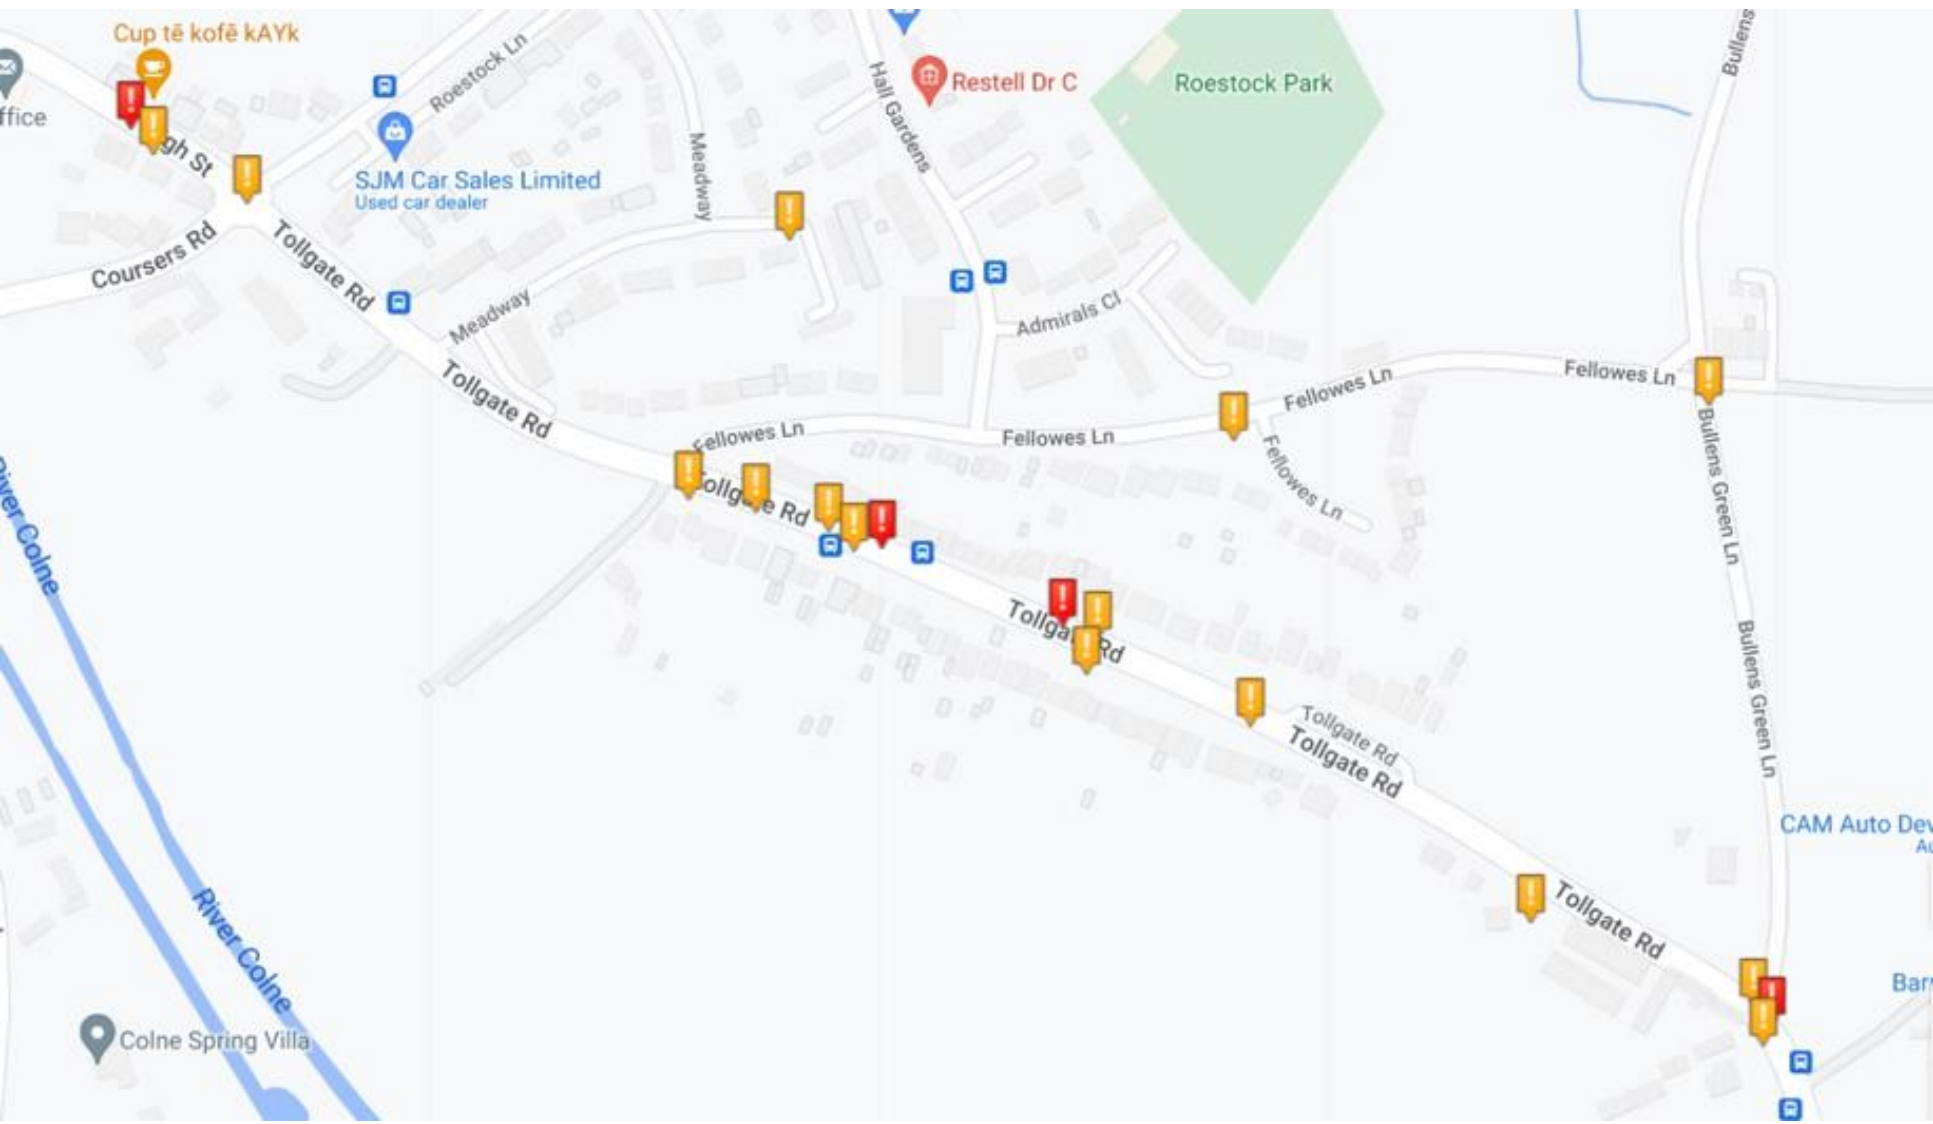 Cup tē kofē kAYk
ffice
gh St
Roestock Ln
SJM Car Sales Limited
Used car dealer
Coursers Rd
Tollgate Rd
Meadway
Meadway
Hall Gardens
Restell Dr C
Roestock Park
Bullens
Admirals Cl
Tollgate Rd
Fellowes Ln
Fellowes Ln
Fellowes Ln
Fellowes Ln
Fellowes Ln
Bullens Green Ln
Bullens Green Ln
River Colne
River Colne
Tollgate Rd
Tollgate Rd
Tollgate Rd
Tollgate Rd
Tollgate Rd
CAM Auto Dev
Au
Colne Spring Villa